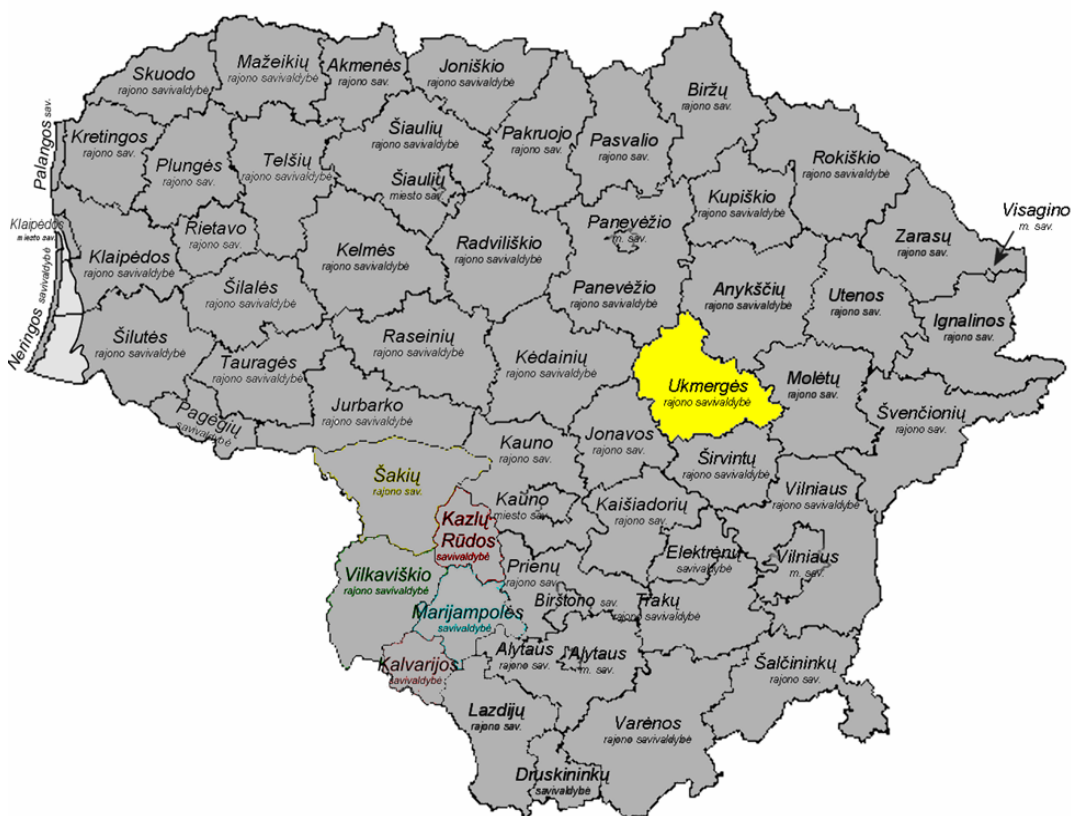 Skuodo
rajono savivaldybė
Mažeikių
rajono savivaldybė
Akmenės
rajono sav.
Joniškio
rajono savivaldybė
Biržų
rajono sav.
Palangos sav.
Kretingos
rajono sav.
Plungės
rajono sav.
Telšių
rajono savivaldybė
Šiaulių
rajono savivaldybė
Šiaulių
miesto sav.
Pakruojo
rajono sav.
Pasvalio
rajono sav.
Rokiškio
rajono savivaldybė
Kupiškio
rajono savivaldybė
Visagino
m. sav.
Klaipėdos
miesto sav.
Neringos savivaldybė
Klaipėdos
rajono savivaldybė
Rietavo
rajono sav.
Kelmės
rajono savivaldybė
Radviliškio
rajono savivaldybė
Panevėžio
m. sav.
Zarasų
rajono sav.
Šilalės
rajono savivaldybė
Panevėžio
rajono savivaldybė
Anykščių
rajono savivaldybė
Utenos
rajono sav.
Ignalinos
rajono sav.
Šilutės
rajono savivaldybė
Raseinių
rajono savivaldybė
Tauragės
rajono savivaldybė
Kėdainių
rajono savivaldybė
Ukmergės
rajono savivaldybė
Molėtų
rajono sav.
Pagėgių
savivaldybė
Jurbarko
rajono savivaldybė
Švenčionių
rajono sav.
Kauno
rajono sav.
Jonavos
rajono sav.
Širvintų
rajono savivaldybė
Šakių
rajono sav.
Vilniaus
rajono savivaldybė
Kauno
miesto sav.
Kaišiadorių
rajono sav.
Kazlų-
Rūdos
savivaldybė
Elektrėnų
savivaldybė
Vilniaus
m. sav.
Vilkaviškio
rajono savivaldybė
Prienų
rajono sav.
Birštono sav.
Trakų
rajono savivaldybė
Marijampolės
savivaldybė
Kalvarijos
savivaldybė
Alytaus
rajono sav.
Alytaus
m. sav.
Šalčininkų
rajono sav.
Lazdijų
rajono sav.
Varėnos
rajono savivaldybė
Druskininkų
savivaldybė